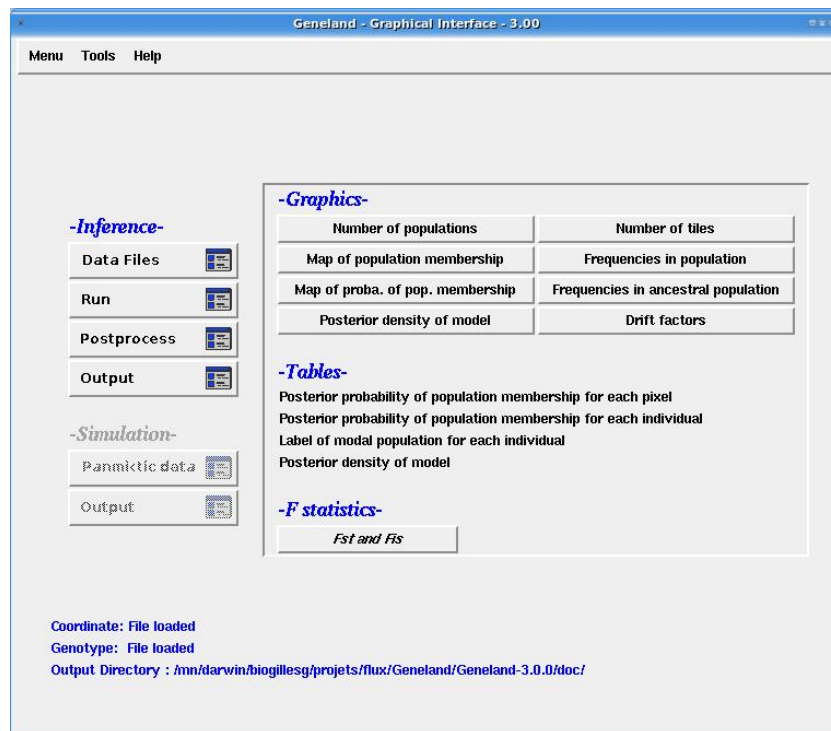 Geneland - Graphical Interface - 3.00
Menu Tools Help
-Inference-
Data Files
Run
Postprocess
Output
-Simulation-
Panmictic data
Output
-Graphics-
Number of populations Number of tiles
Map of population membership Frequencies in population
Map of proba. of pop. membership Frequencies in ancestral population
Posterior density of model Drift factors
-Tables-
Posterior probability of population membership for each pixel
Posterior probability of population membership for each individual
Label of modal population for each individual
Posterior density of model
-F statistics-
Fst and Fis
Coordinate: File loaded
Genotype: File loaded
Output Directory : /mn/darwin/biogillesg/projets/flux/Geneland/Geneland-3.0.0/doc/